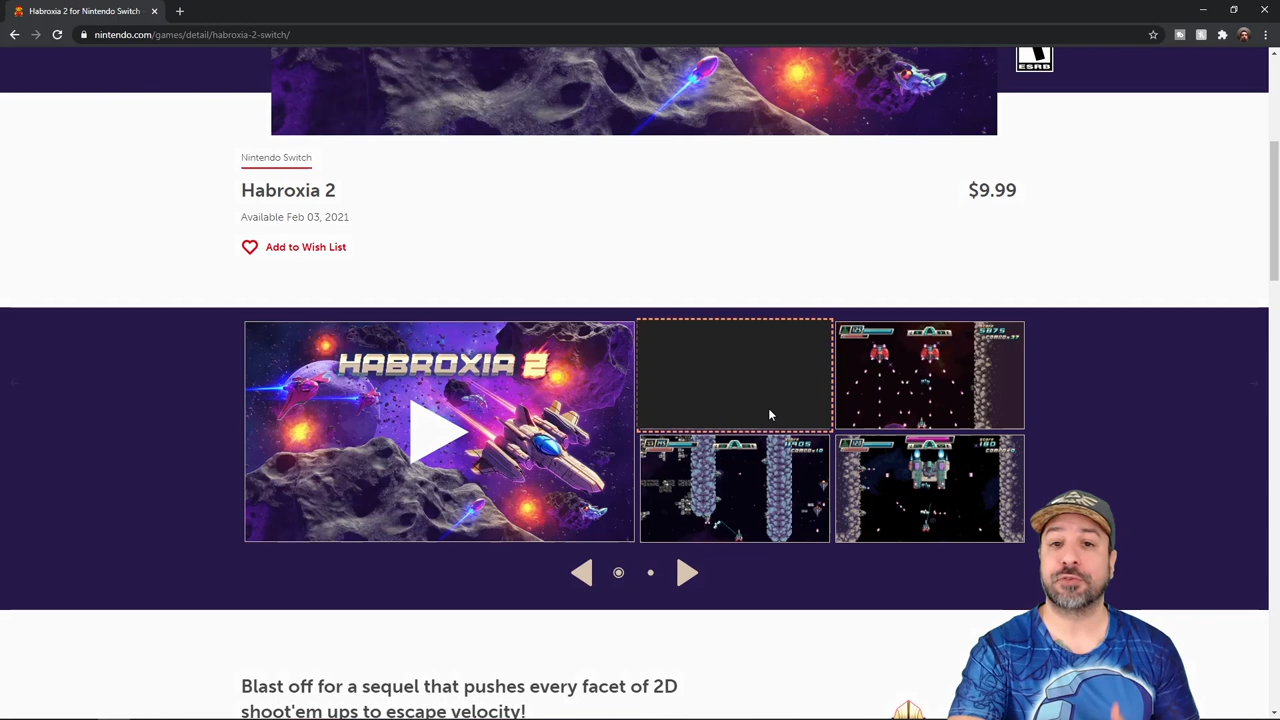 Habroxia 2 for Nintendo Switch
nintendo.com/games/detail/habroxia-2-switch/
ESRB
Nintendo Switch
Habroxia 2
$9.99
Available Feb 03, 2021
Add to Wish List
HABROXIA 2
Blast off for a sequel that pushes every facet of 2D
shoot'em ups to escape velocity!